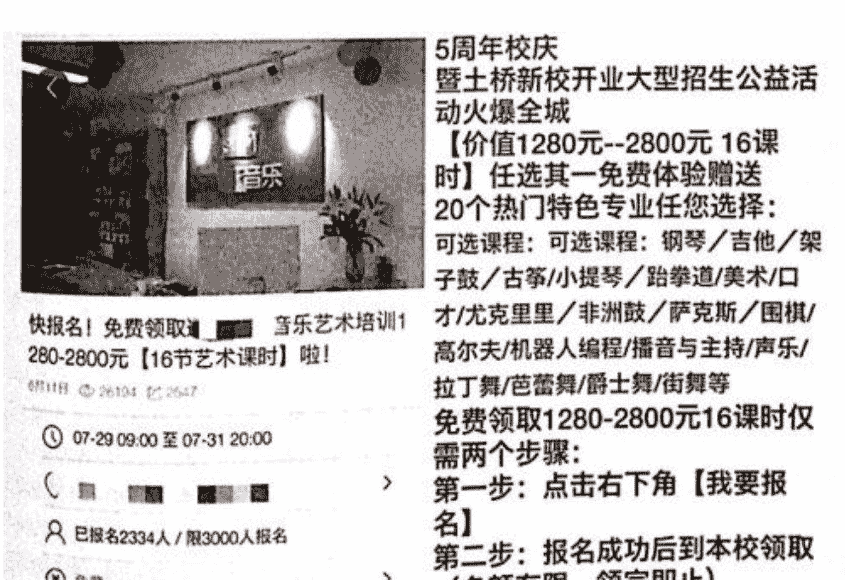 音乐
快报名！免费领取 音乐艺术培训1
280-2800元【16节艺术课时】啦！
6月11日 26194 2647
07-29 09:00 至 07-31 20:00
已报名2334人 / 限3000人报名
5周年校庆
暨土桥新校开业大型招生公益活
动火爆全城
【价值1280元--2800元 16课
时】任选其一免费体验赠送
20个热门特色专业任您选择：
可选课程：可选课程：钢琴／吉他／架
子鼓／古筝/小提琴／跆拳道/美术/口
才/尤克里里／非洲鼓／萨克斯／围棋/
高尔夫/机器人编程/播音与主持/声乐/
拉丁舞/芭蕾舞/爵士舞/街舞等
免费领取1280-2800元16课时仅
需两个步骤：
第一步：点击右下角【我要报
名】
第二步：报名成功后到本校领取